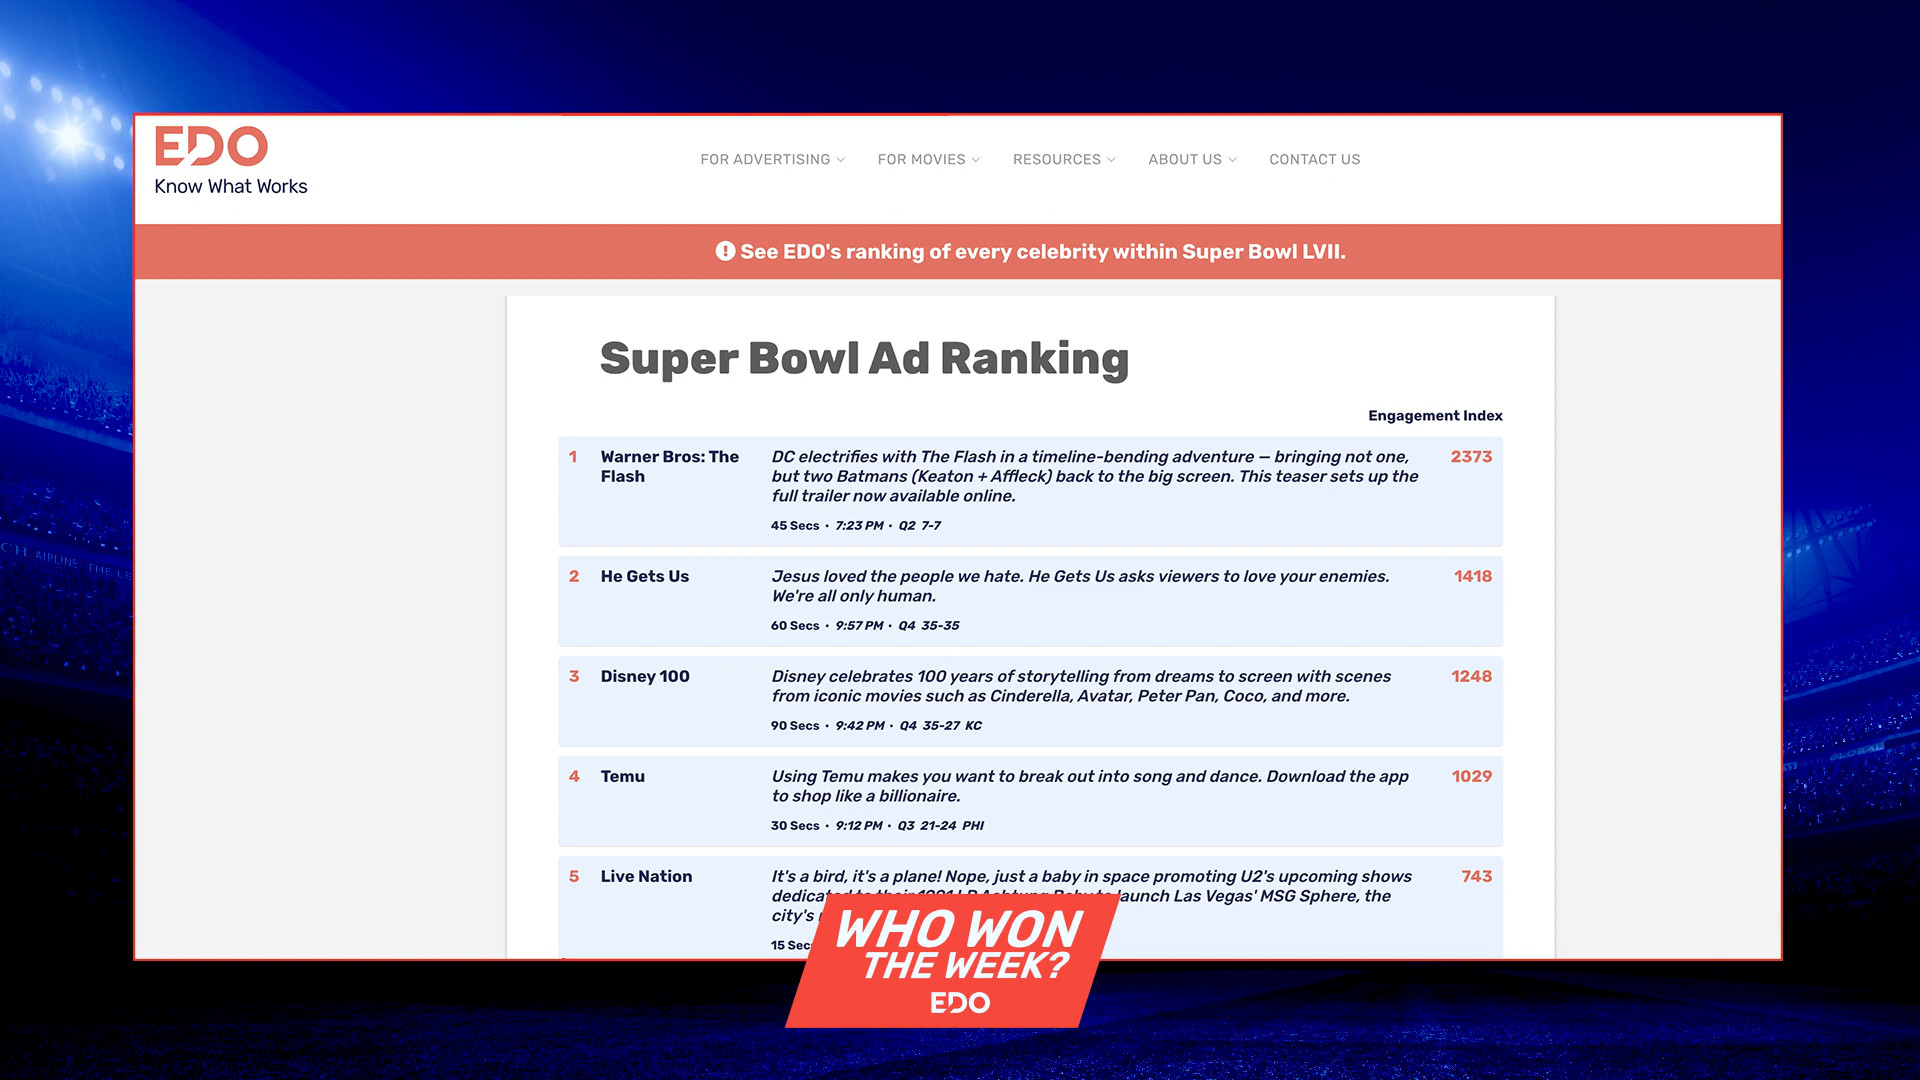 EDO
Know What Works
FOR ADVERTISING
FOR MOVIES
RESOURCES
ABOUT US
CONTACT US
See EDO's ranking of every celebrity within Super Bowl LVII.
Super Bowl Ad Ranking
Engagement Index
1 Warner Bros: The Flash
DC electrifies with The Flash in a timeline-bending adventure — bringing not one,
but two Batmans (Keaton + Affleck) back to the big screen. This teaser sets up the
full trailer now available online.
2373
45 Secs · 7:23 PM · Q2 7-7
2 He Gets Us
Jesus loved the people we hate. He Gets Us asks viewers to love your enemies.
We're all only human.
1418
60 Secs · 9:57 PM · Q4 35-35
3 Disney 100
Disney celebrates 100 years of storytelling from dreams to screen with scenes
from iconic movies such as Cinderella, Avatar, Peter Pan, Coco, and more.
1248
90 Secs · 9:42 PM · Q4 35-27 KC
4 Temu
Using Temu makes you want to break out into song and dance. Download the app
to shop like a billionaire.
1029
30 Secs · 9:12 PM · Q3 21-24 PHI
5 Live Nation
It's a bird, it's a plane! Nope, just a baby in space promoting U2's upcoming shows
launch Las Vegas' MSG Sphere, the
city's
743
15
WHO WON
THE WEEK?
EDO
AIRLINE THE
GLOBAL